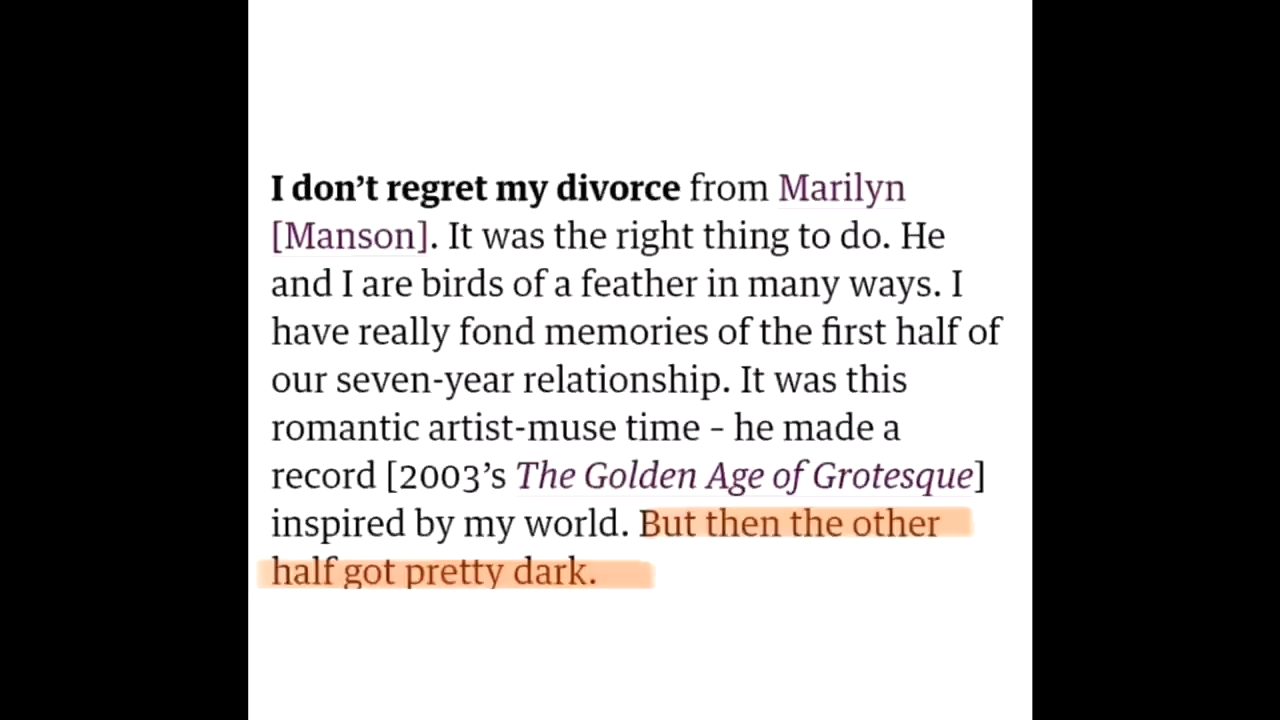 I don’t regret my divorce from Marilyn
[Manson]. It was the right thing to do. He
and I are birds of a feather in many ways. I
have really fond memories of the first half of
our seven-year relationship. It was this
romantic artist-muse time – he made a
record [2003’s The Golden Age of Grotesque]
inspired by my world. But then the other
half got pretty dark.